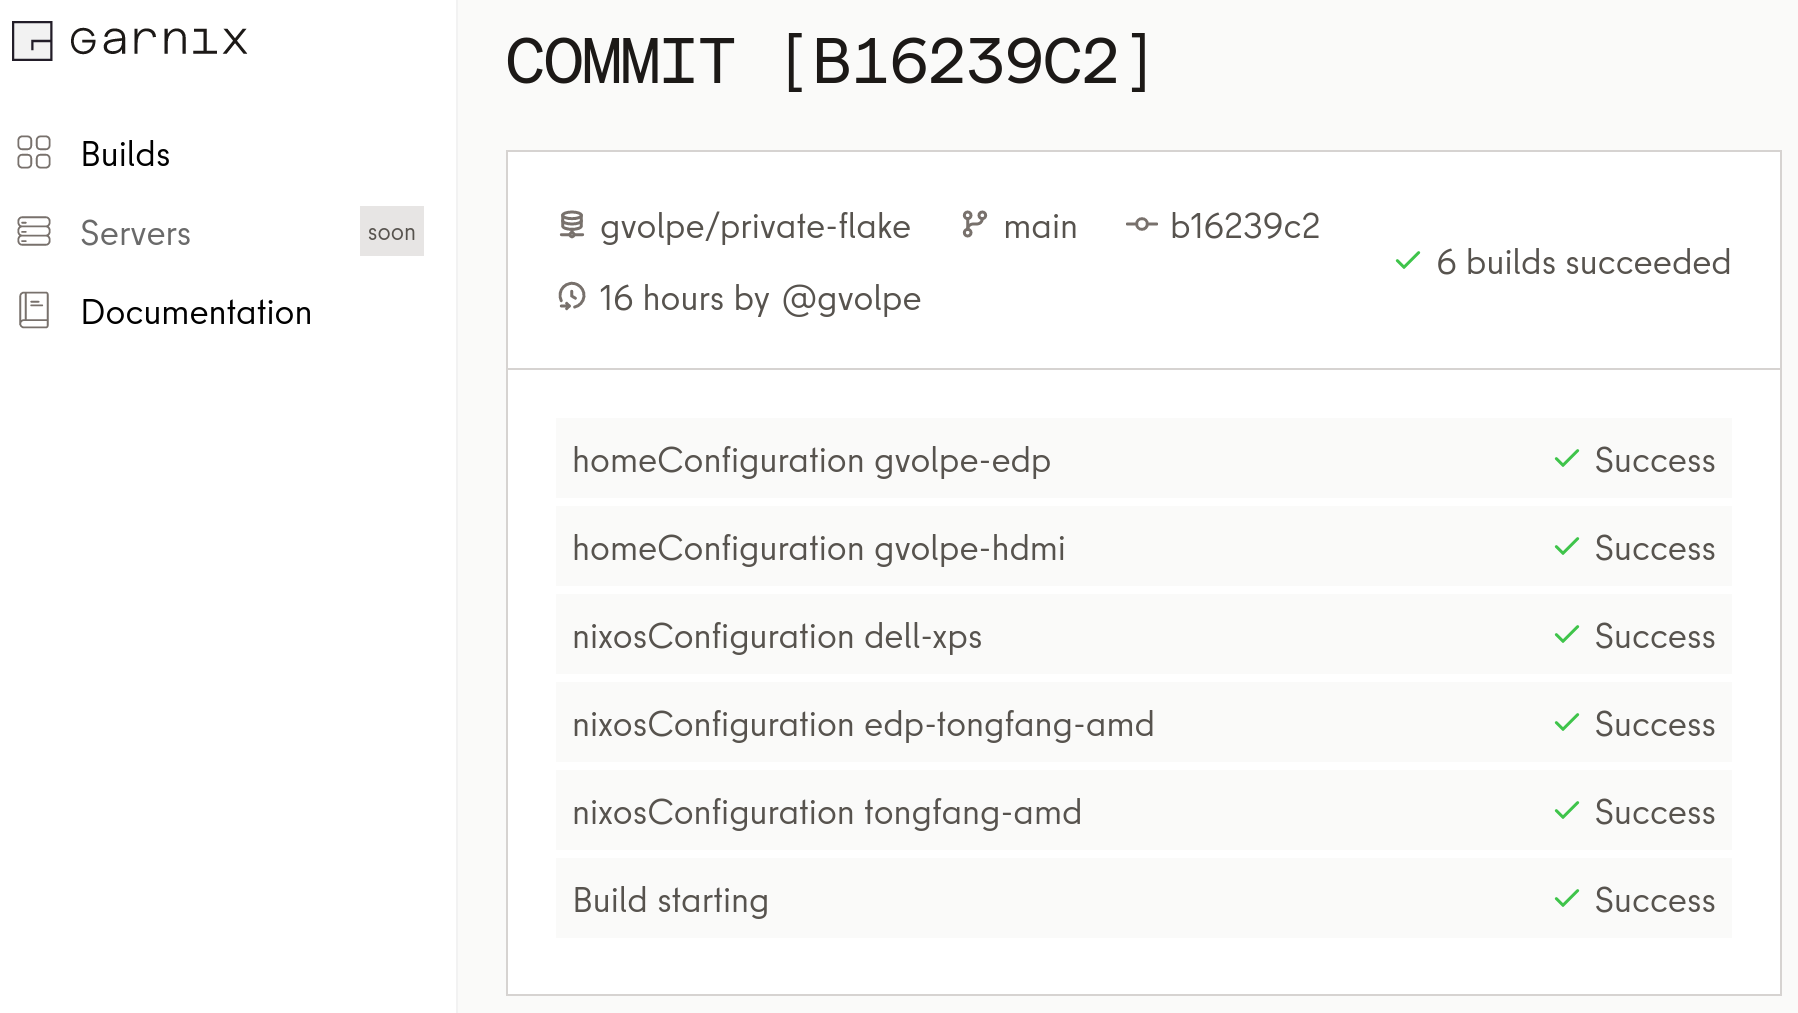 Garnix
Builds
Servers soon
Documentation
COMMIT [B16239C2]
gvolpe/private-flake main b16239c2
16 hours by @gvolpe
6 builds succeeded
homeConfiguration gvolpe-edp Success
homeConfiguration gvolpe-hdmi Success
nixosConfiguration dell-xps Success
nixosConfiguration edp-tongfang-amd Success
nixosConfiguration tongfang-amd Success
Build starting Success